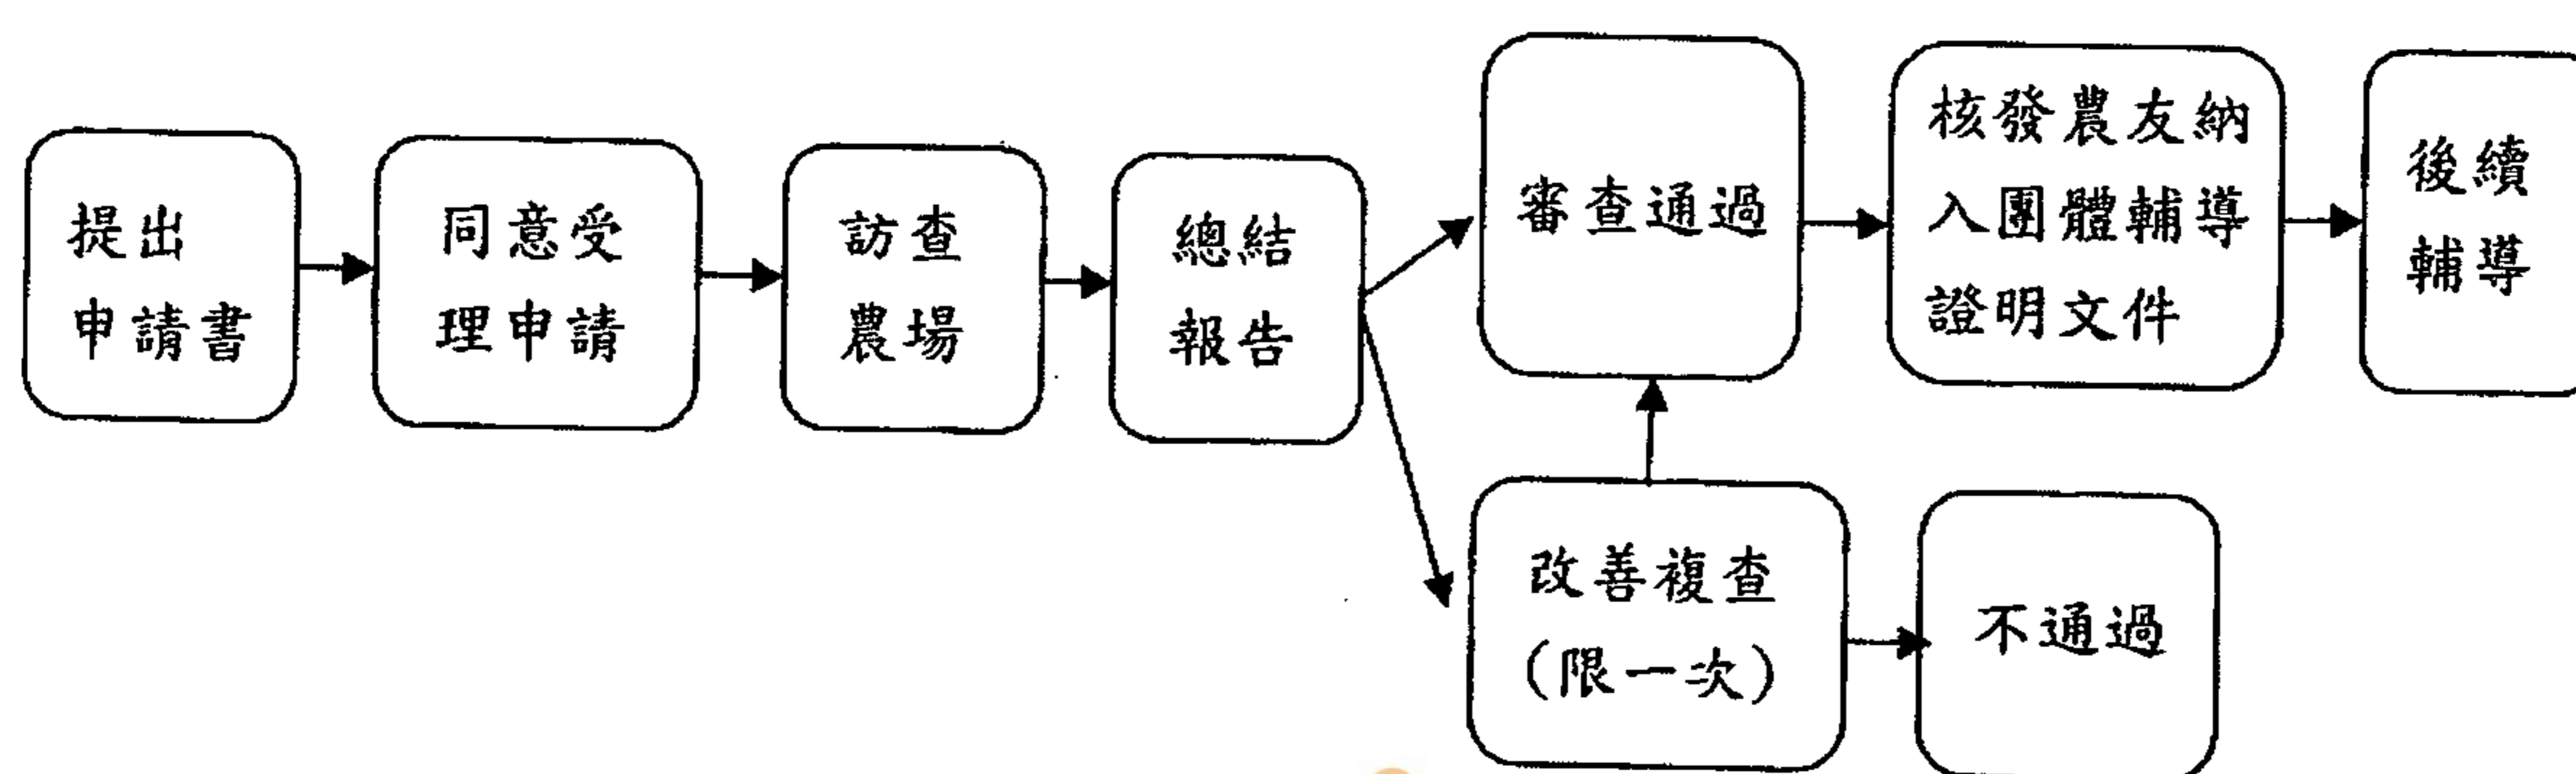 提出
申請書
同意受
理申請
訪查
農場
總結
報告
審查通過
核發農友納
入團體輔導
證明文件
後續
輔導
改善複查
(限一次)
不通過